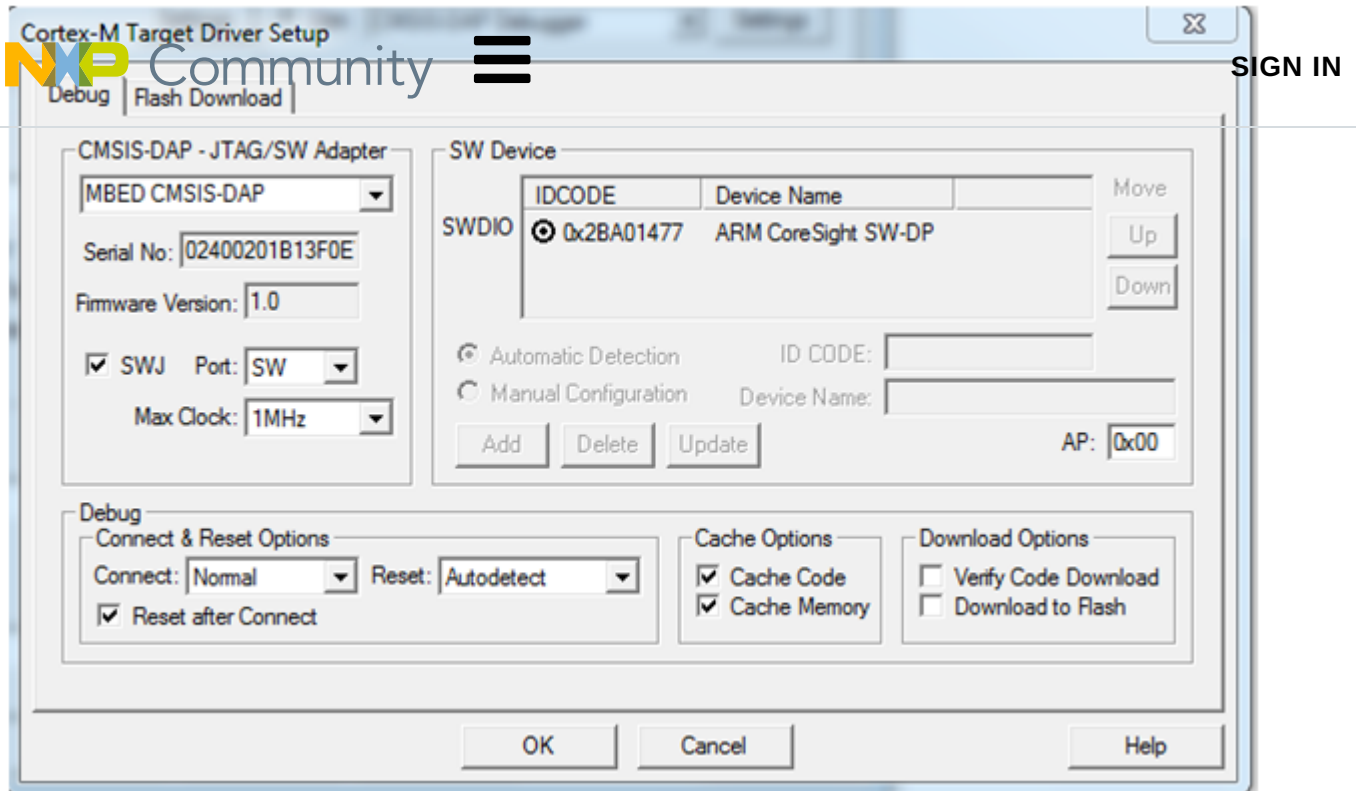 Cortex-M Target Driver Setup
NXP Community
SIGN IN
Debug
Flash Download
CMSIS-DAP - JTAG/SW Adapter
MBED CMSIS-DAP
Serial No: 02400201B13F0E
Firmware Version: 1.0
SWJ Port: SW
Max Clock: 1MHz
SW Device
IDCODE Device Name
SWDIO 0x2BA01477 ARM CoreSight SW-DP
Move
Up
Down
Automatic Detection ID CODE:
Manual Configuration Device Name:
Add Delete Update AP: 0x00
Debug
Connect & Reset Options
Connect: Normal Reset: Autodetect
Reset after Connect
Cache Options
Cache Code
Cache Memory
Download Options
Verify Code Download
Download to Flash
OK Cancel Help